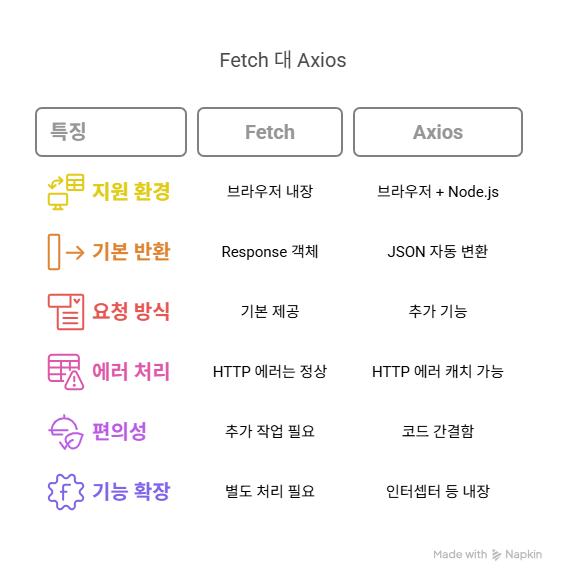 Fetch 대 Axios
특징 Fetch Axios
지원 환경 브라우저 내장 브라우저 + Node.js
기본 반환 Response 객체 JSON 자동 변환
요청 방식 기본 제공 추가 기능
에러 처리 HTTP 에러는 정상 HTTP 에러 캐치 가능
편의성 추가 작업 필요 코드 간결함
기능 확장 별도 처리 필요 인터셉터 등 내장
Made with Napkin